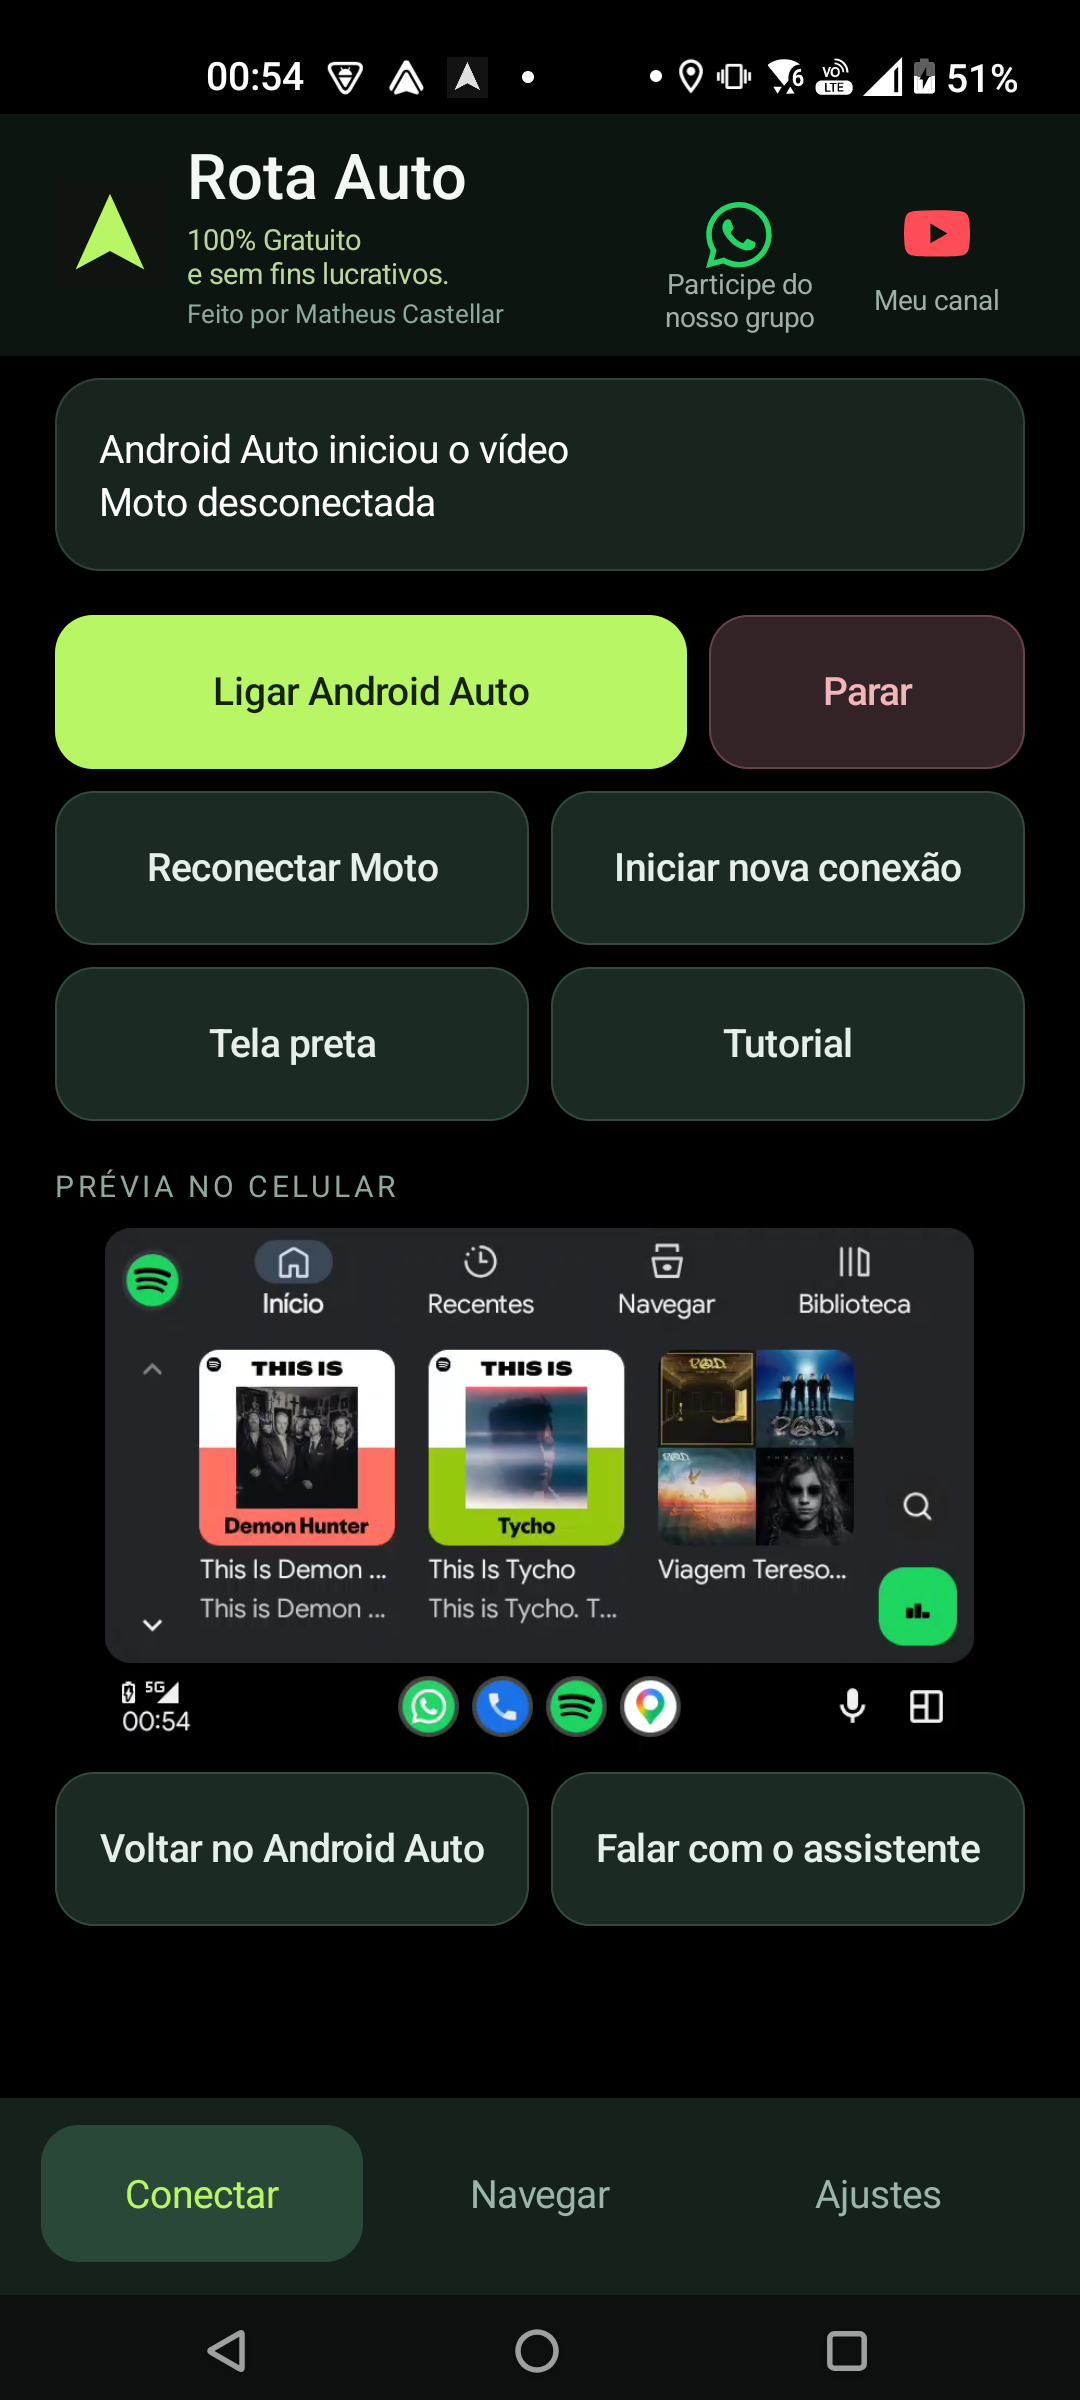 00:54
6
VO
LTE
51%
Rota Auto
100% Gratuito
e sem fins lucrativos.
Feito por Matheus Castellar
Participe do
nosso grupo
Meu canal
Android Auto iniciou o vídeo
Moto desconectada
Ligar Android Auto
Parar
Reconectar Moto
Iniciar nova conexão
Tela preta
Tutorial
PRÉVIA NO CELULAR
Início
Recentes
Navegar
Biblioteca
THIS IS
Demon Hunter
THIS IS
Tycho
P.O.D.
P.O.D.
P.O.D.
This Is Demon ...
This is Demon ...
This Is Tycho
This is Tycho. T...
Viagem Tereso...
5G
00:54
Voltar no Android Auto
Falar com o assistente
Conectar
Navegar
Ajustes